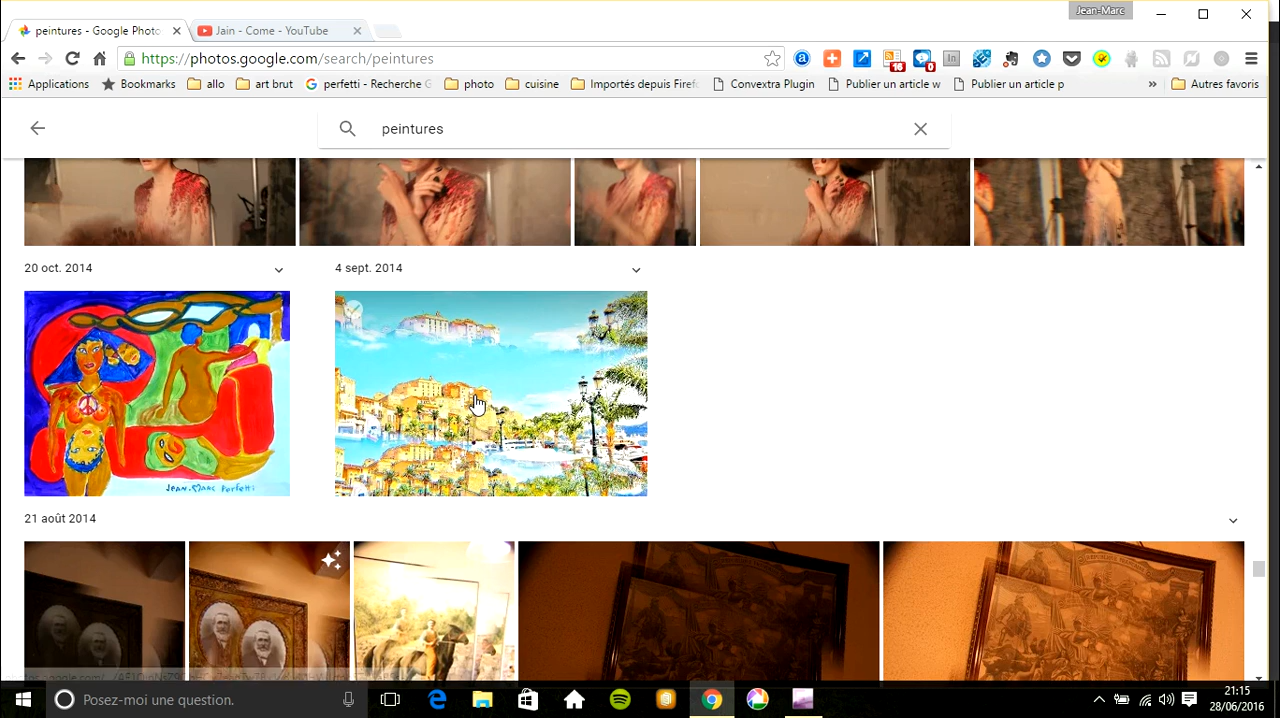 Jean-Marc
peintures - Google Photo
Jain - Come - YouTube
https://photos.google.com/search/peintures
16
0
In
Applications
Bookmarks
allo
art brut
perfetti - Recherche G
photo
cuisine
Importés depuis Firef
Convextra Plugin
Publier un article w
Publier un article p
»
Autres favoris
peintures
20 oct. 2014
4 sept. 2014
Jean-Marc Perfetti
21 août 2014
Posez-moi une question.
21:15
28/06/2016